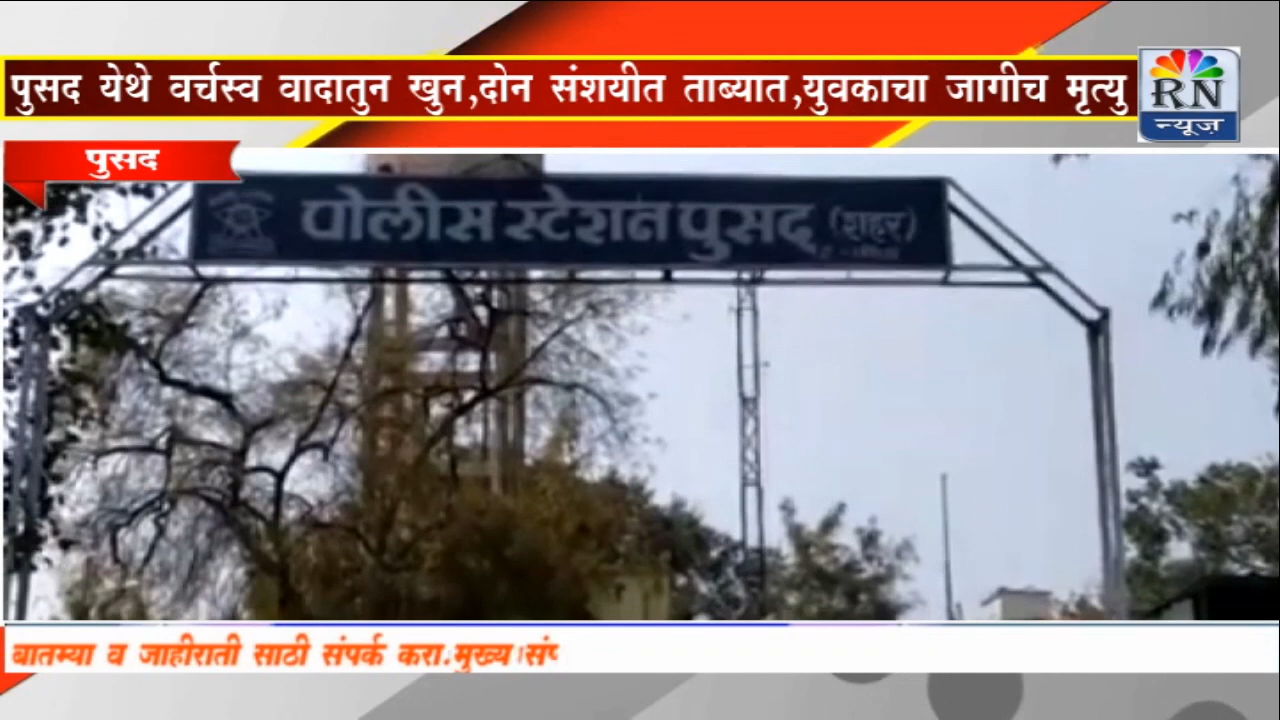 पुसद येथे वर्चस्व वादातुन खुन,दोन संशयीत ताब्यात,युवकाचा जागीच मृत्यु
RN
न्यूज़
पुसद
पोलीस स्टेशन पुसद (शहर)
बातम्या व जाहीराती साठी संपर्क करा.मुख्य